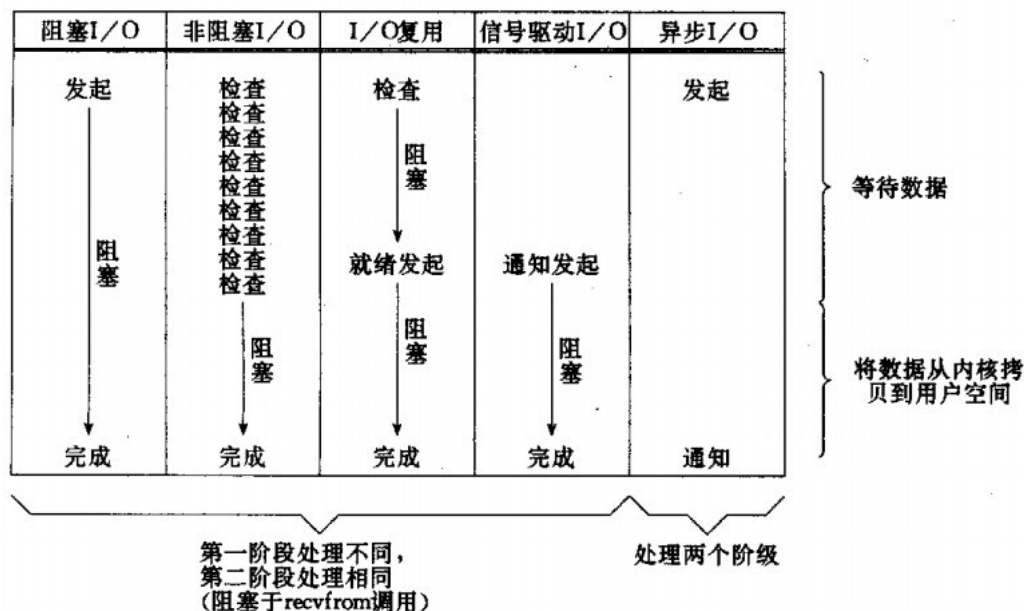 阻塞I/O 非阻塞I/O I/O复用 信号驱动I/O 异步I/O
发起 检查 检查 发起
检查
检查
检查
检查
检查
检查
检查
检查
阻塞
阻塞
就绪发起 通知发起
阻塞
阻塞
阻塞
完成 完成 完成 完成 通知
等待数据
将数据从内核拷
贝到用户空间
第一阶段处理不同，
第二阶段处理相同
(阻塞于recvfrom调用)
处理两个阶级